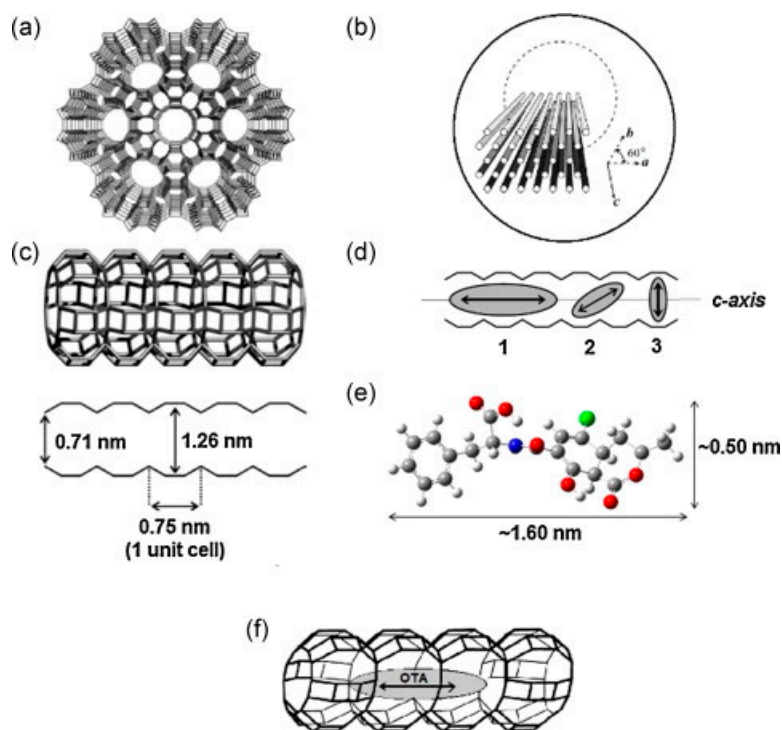 (a)
(b)
b
60°
a
c
(c)
0.71 nm
1.26 nm
0.75 nm
(1 unit cell)
(d)
c-axis
1 2 3
(e)
~0.50 nm
~1.60 nm
(f)
OTA